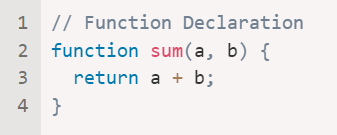 1 // Function Declaration
2 function sum(a, b) {
3   return a + b;
4 }